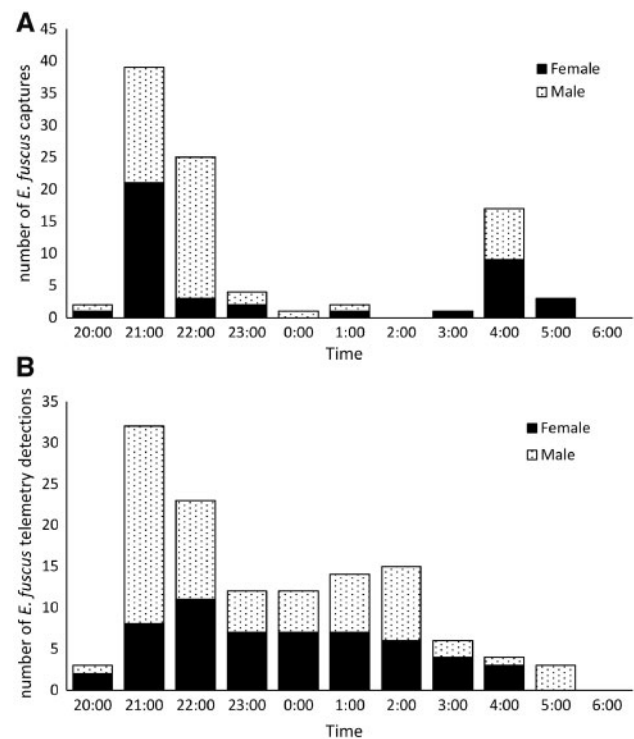 A
45
40
35
30
25
20
15
10
5
0
number of E. fuscus captures
Female
Male
20:00 21:00 22:00 23:00 0:00 1:00 2:00 3:00 4:00 5:00 6:00
Time
B
35
30
25
20
15
10
5
0
number of E. fuscus telemetry detections
Female
Male
20:00 21:00 22:00 23:00 0:00 1:00 2:00 3:00 4:00 5:00 6:00
Time